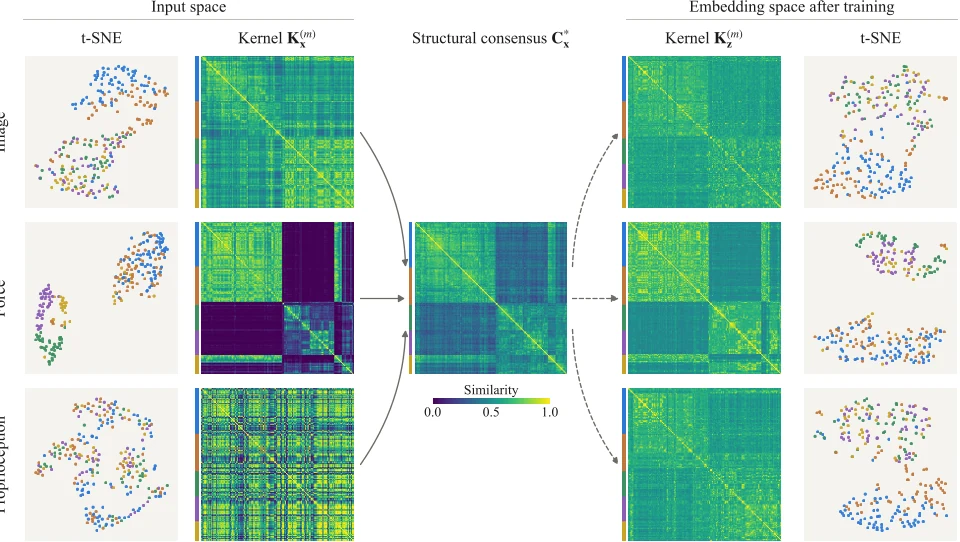 Input space
Embedding space after training
t-SNE
Kernel K_x^(m)
Structural consensus C_x^*
Kernel K_z^(m)
t-SNE
Image
Force
Similarity
0.0 0.5 1.0
Proprioception